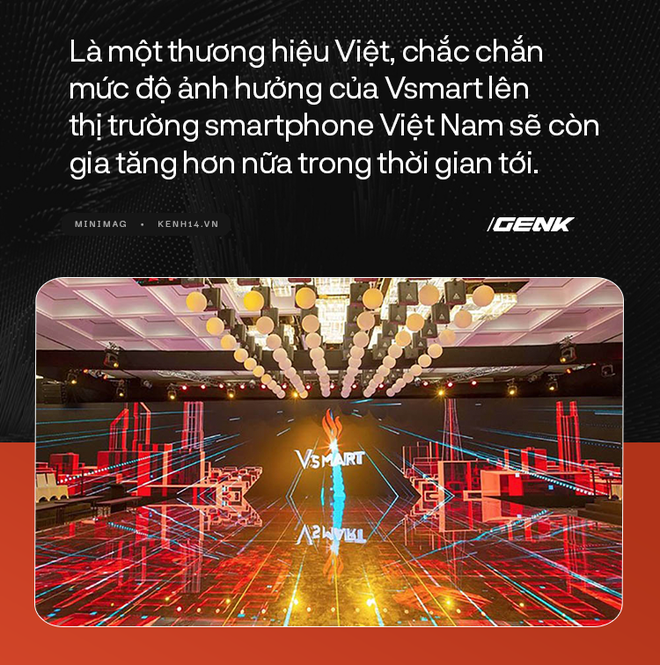 Là một thương hiệu Việt, chắc chắn
mức độ ảnh hưởng của Vsmart lên
thị trường smartphone Việt Nam sẽ còn
gia tăng hơn nữa trong thời gian tới.
MINIMAG • KENH14.VN
/GENK
VSMART